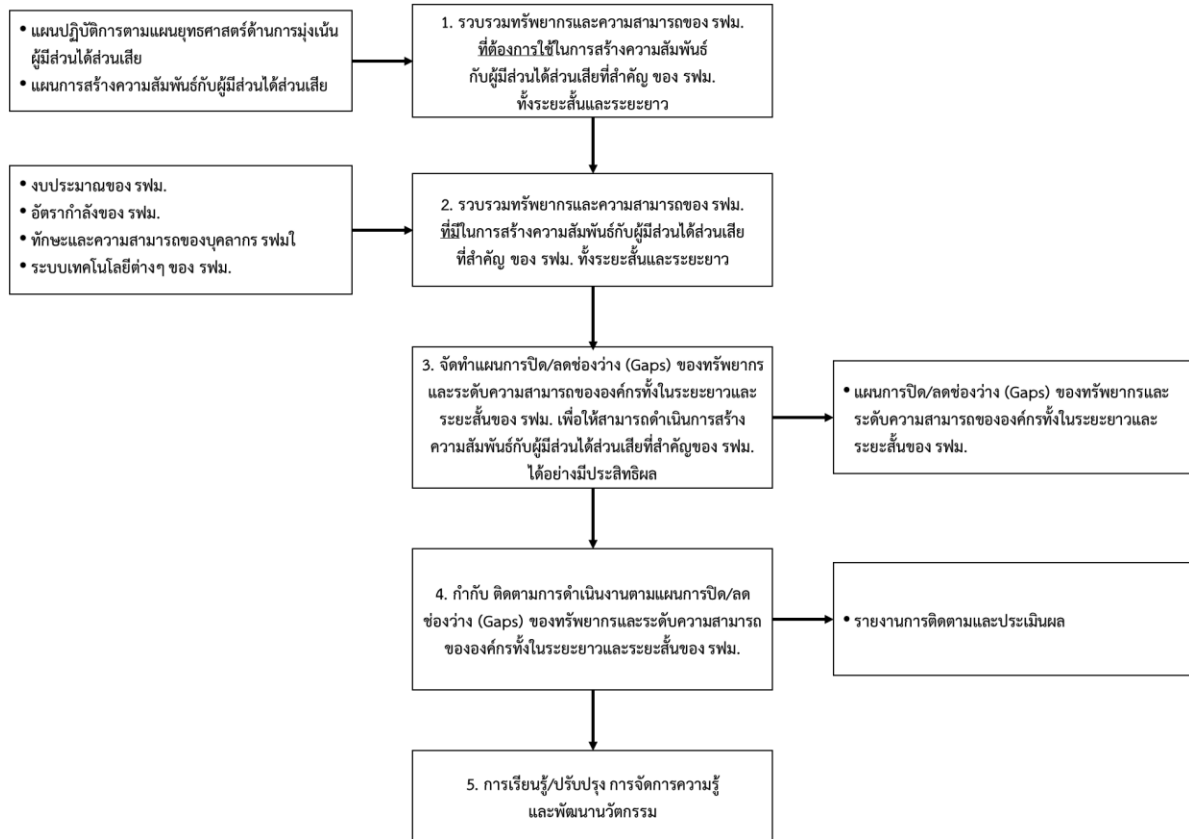 • แผนปฏิบัติการตามแผนยุทธศาสตร์ด้านการมุ่งเน้น
ผู้มีส่วนได้ส่วนเสีย
• แผนการสร้างความสัมพันธ์กับผู้มีส่วนได้ส่วนเสีย
1. รวบรวมทรัพยากรและความสามารถของ รฟม.
ที่ต้องการใช้ในการสร้างความสัมพันธ์
กับผู้มีส่วนได้ส่วนเสียที่สำคัญ ของ รฟม.
ทั้งระยะสั้นและระยะยาว
• งบประมาณของ รฟม.
• อัตรากำลังของ รฟม.
• ทักษะและความสามารถของบุคลากร รฟมใ
• ระบบเทคโนโลยีต่างๆ ของ รฟม.
2. รวบรวมทรัพยากรและความสามารถของ รฟม.
ที่มีในการสร้างความสัมพันธ์กับผู้มีส่วนได้ส่วนเสีย
ที่สำคัญ ของ รฟม. ทั้งระยะสั้นและระยะยาว
3. จัดทำแผนการปิด/ลดช่องว่าง (Gaps) ของทรัพยากร
และระดับความสามารถขององค์กรทั้งในระยะยาวและ
ระยะสั้นของ รฟม. เพื่อให้สามารถดำเนินการสร้าง
ความสัมพันธ์กับผู้มีส่วนได้ส่วนเสียที่สำคัญของ รฟม.
ได้อย่างมีประสิทธิผล
• แผนการปิด/ลดช่องว่าง (Gaps) ของทรัพยากรและ
ระดับความสามารถขององค์กรทั้งในระยะยาวและ
ระยะสั้นของ รฟม.
4. กำกับ ติดตามการดำเนินงานตามแผนการปิด/ลด
ช่องว่าง (Gaps) ของทรัพยากรและระดับความสามารถ
ขององค์กรทั้งในระยะยาวและระยะสั้นของ รฟม.
• รายงานการติดตามและประเมินผล
5. การเรียนรู้/ปรับปรุง การจัดการความรู้
และพัฒนานวัตกรรม